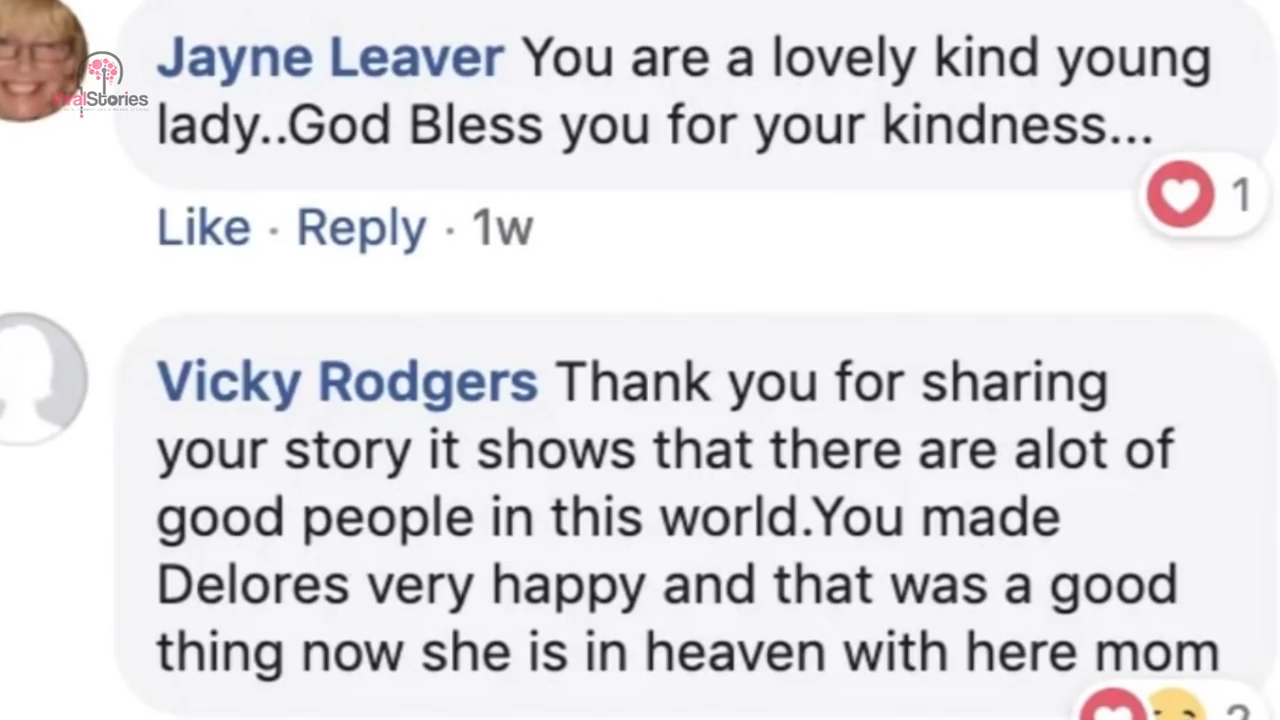 Jayne Leaver You are a lovely kind young
lady..God Bless you for your kindness...
1
Like · Reply · 1w
Vicky Rodgers Thank you for sharing
your story it shows that there are alot of
good people in this world.You made
Delores very happy and that was a good
thing now she is in heaven with here mom